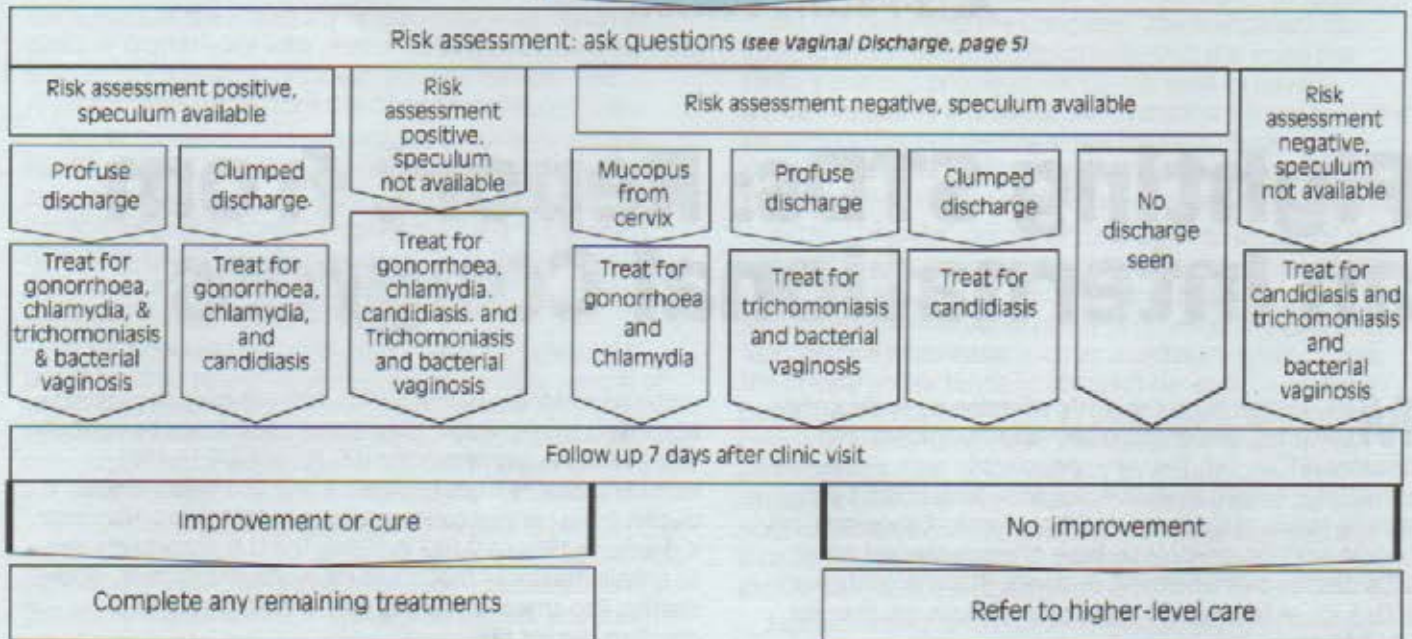 Risk assessment: ask questions (see Vaginal Discharge, page 5)
Risk assessment positive,
speculum available
Profuse
discharge
Treat for
gonorrhoea,
chlamydia, &
trichomoniasis
& bacterial
vaginosis
Clumped
discharge.
Treat for
gonorrhoea,
chlamydia,
and
candidiasis
Risk
assessment
positive,
speculum
not available
Treat for
gonorrhoea,
chlamydia.
candidiasis. and
Trichomoniasis
and bacterial
vaginosis
Risk assessment negative, speculum available
Mucopus
from
cervix
Treat for
gonorrhoea
and
Chlamydia
Profuse
discharge
Treat for
trichomoniasis
and bacterial
vaginosis
Clumped
discharge
Treat for
candidiasis
No
discharge
seen
Risk
assessment
negative,
speculum
not available
Treat for
candidiasis and
trichomoniasis
and
bacterial
vaginosis
Follow up 7 days after clinic visit
Improvement or cure
Complete any remaining treatments
No improvement
Refer to higher-level care